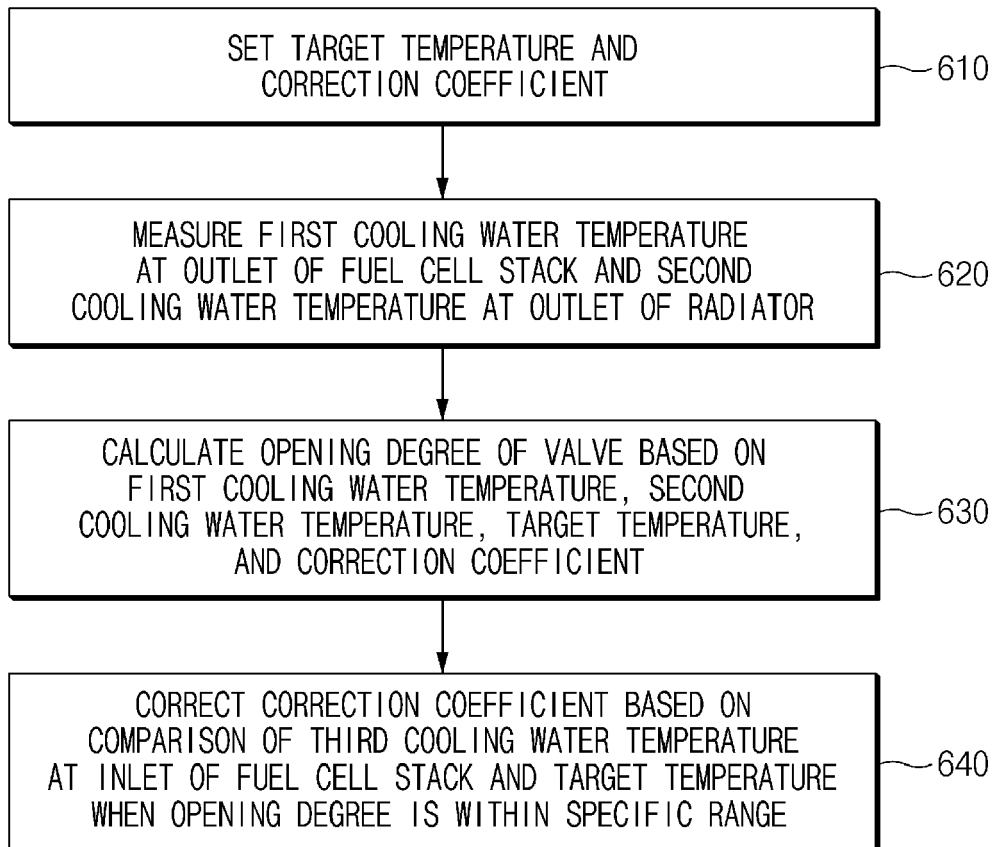 SET TARGET TEMPERATURE AND
CORRECTION COEFFICIENT
610
MEASURE FIRST COOLING WATER TEMPERATURE
AT OUTLET OF FUEL CELL STACK AND SECOND
COOLING WATER TEMPERATURE AT OUTLET OF RADIATOR
620
CALCULATE OPENING DEGREE OF VALVE BASED ON
FIRST COOLING WATER TEMPERATURE, SECOND
COOLING WATER TEMPERATURE, TARGET TEMPERATURE,
AND CORRECTION COEFFICIENT
630
CORRECT CORRECTION COEFFICIENT BASED ON
COMPARISON OF THIRD COOLING WATER TEMPERATURE
AT INLET OF FUEL CELL STACK AND TARGET TEMPERATURE
WHEN OPENING DEGREE IS WITHIN SPECIFIC RANGE
640